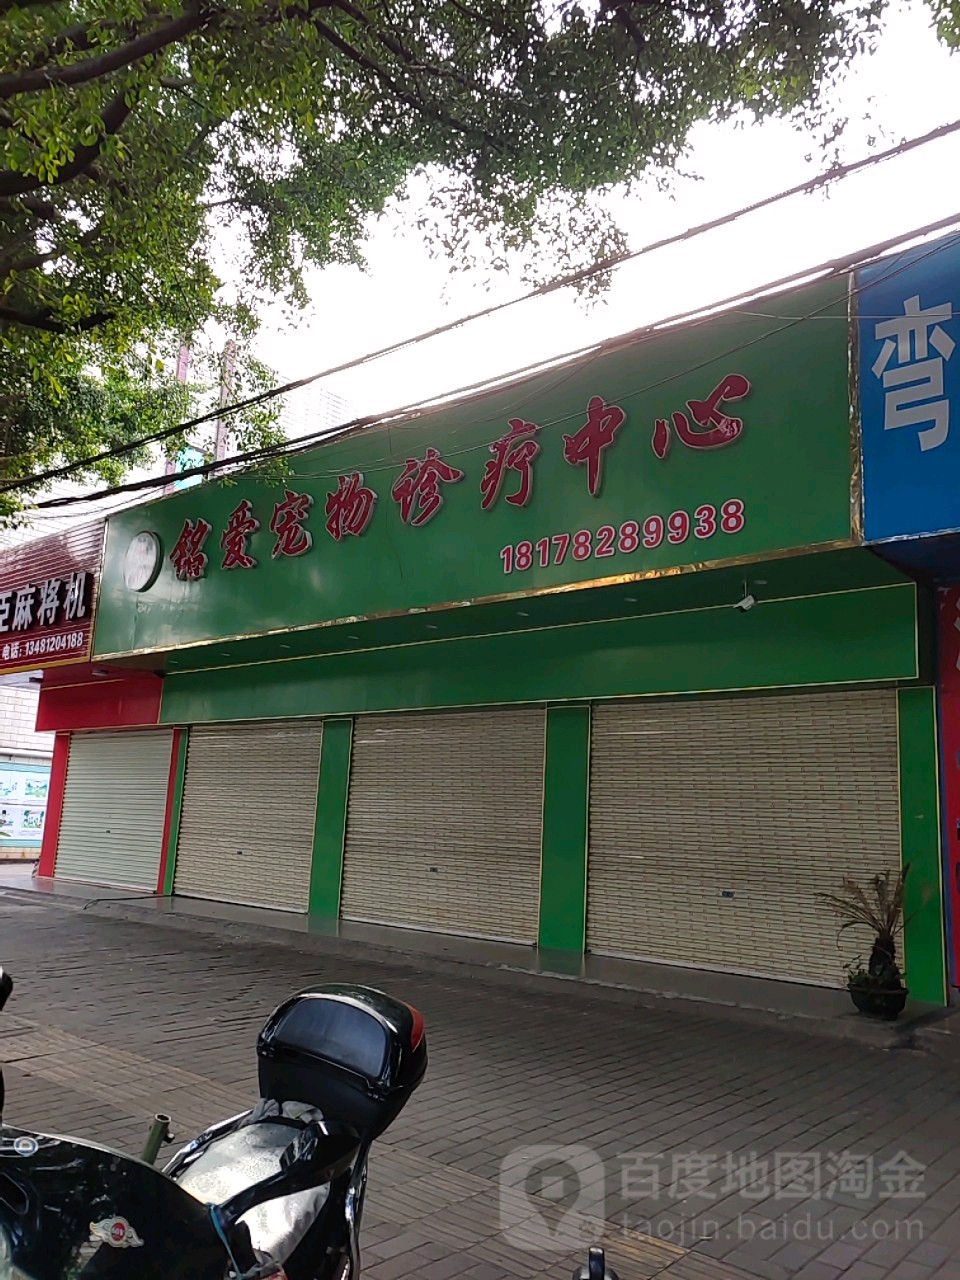 铭爱宠物诊疗中心
18178289938
麻将机
电话：13481204188
弯
百度地图淘金
taojin.baidu.com